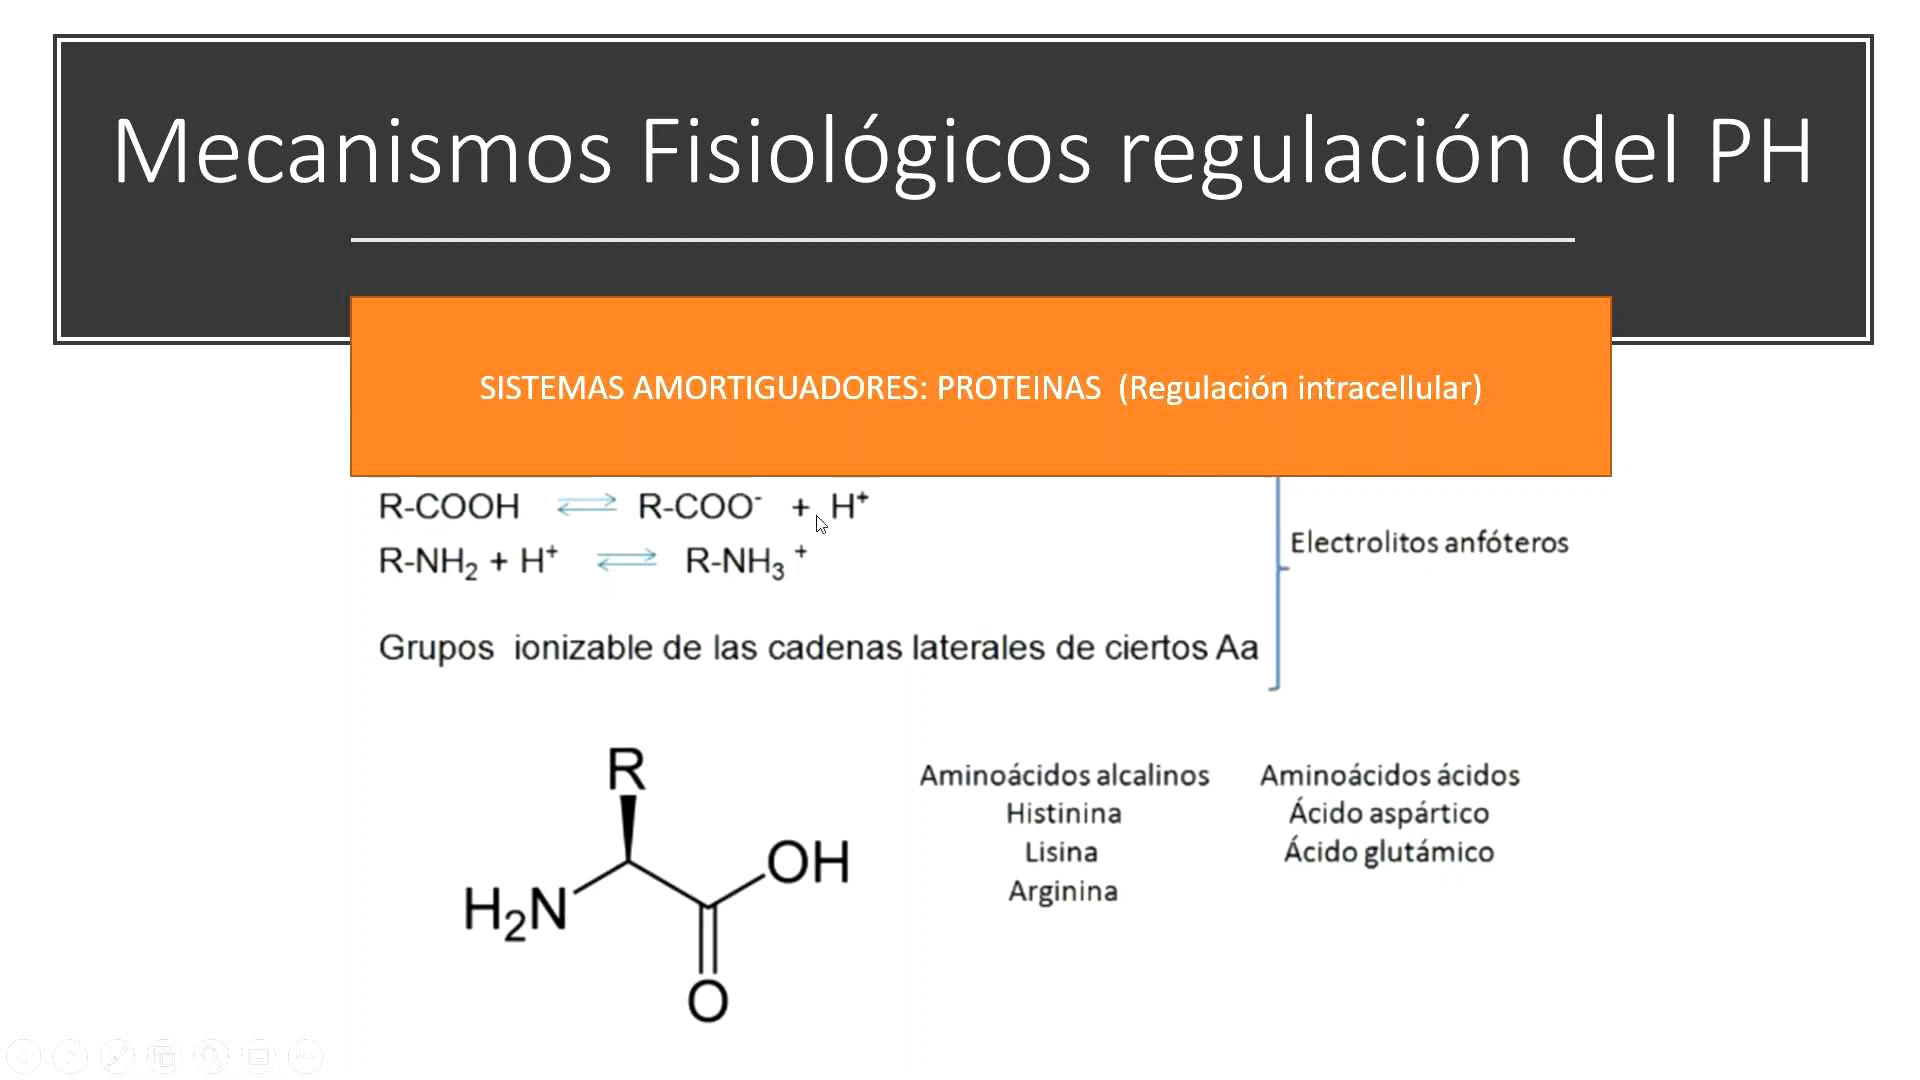 Mecanismos Fisiológicos regulación del PH
SISTEMAS AMORTIGUADORES: PROTEINAS (Regulación intracellular)
R-COOH ⇌ R-COO⁻ + H⁺
R-NH₂ + H⁺ ⇌ R-NH₃⁺
Electrolitos anfóteros
Grupos ionizable de las cadenas laterales de ciertos Aa
R
OH
H₂N
O
Aminoácidos alcalinos
Histinina
Lisina
Arginina
Aminoácidos ácidos
Ácido aspártico
Ácido glutámico